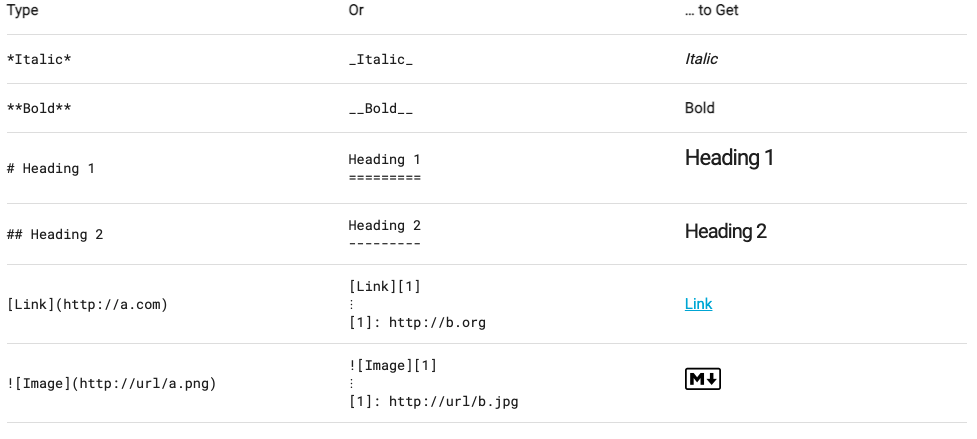 Type Or … to Get
*Italic* _Italic_ Italic
**Bold** __Bold__ Bold
# Heading 1 Heading 1
========= Heading 1
## Heading 2 Heading 2
--------- Heading 2
[Link](http://a.com) [Link][1]
⋮
[1]: http://b.org Link
![Image](http://url/a.png) ![Image][1]
⋮
[1]: http://url/b.jpg M↓